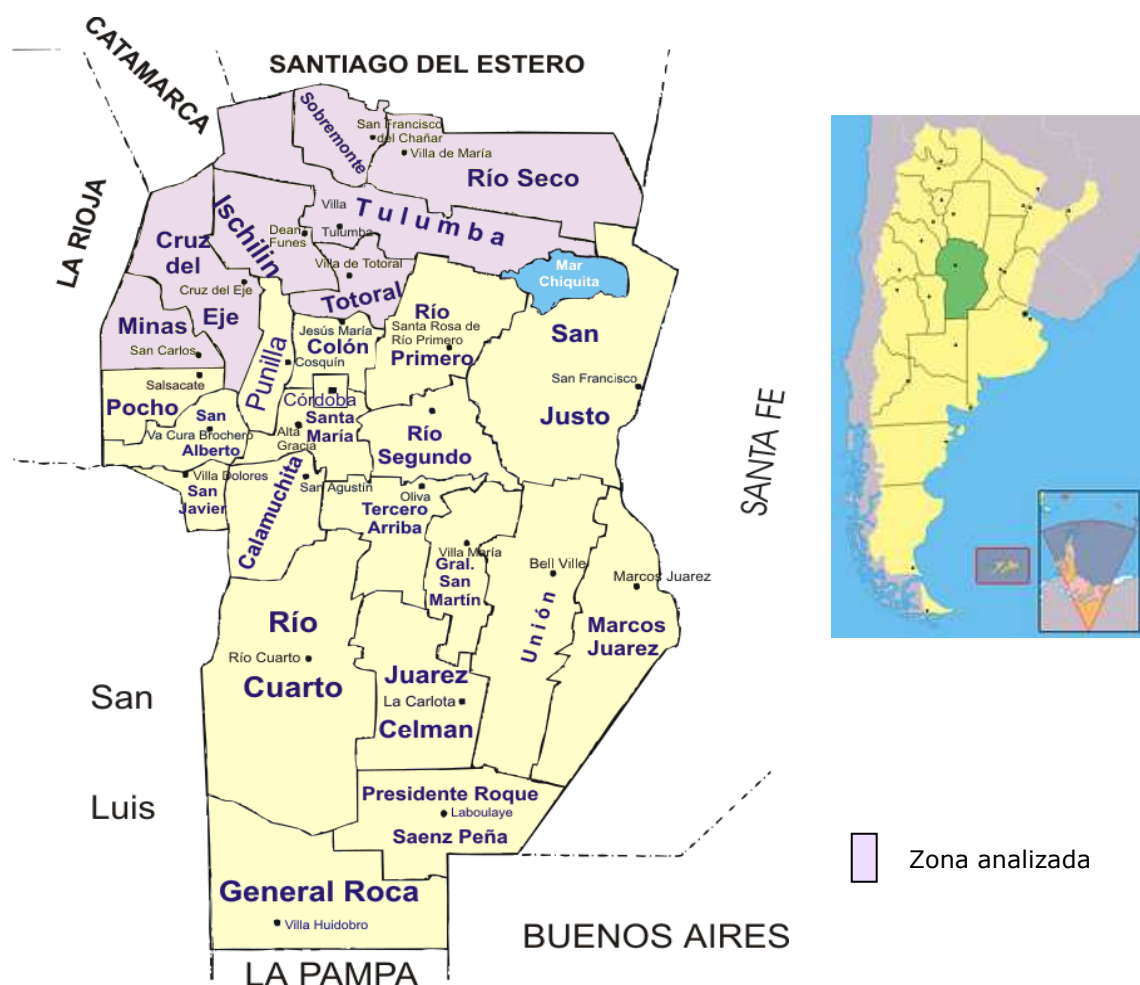 CATAMARCA
SANTIAGO DEL ESTERO
LA RIOJA
Sobremonte
San Francisco
del Chañar
Villa de María
Río Seco
Ischilin
Villa
Tulumba
Tulumba
Dean
Funes
Cruz
del
Eje
Cruz del Eje
Villa de Totoral
Totoral
Mar
Chiquita
Minas
San Carlos
Punilla
Jesús María
Colón
Cosquín
Río
Santa Rosa de
Río Primero
Primero
San
San Francisco
Justo
Salsacate
Pocho
San
Va Cura Brochero
Alberto
Córdoba
Santa
María
Alta
Gracia
Río
Segundo
SANTA FE
Villa Dolores
San
Javier
Calamuchita
San Agustín
Oliva
Tercero
Arriba
Villa María
Gral.
San
Martín
Bell Ville
Unión
Marcos Juarez
Marcos
Juarez
Río
Río Cuarto
Cuarto
Juarez
La Carlota
Celman
San
Luis
Presidente Roque
Laboulaye
Saenz Peña
General Roca
Villa Huidobro
Zona analizada
BUENOS AIRES
LA PAMPA